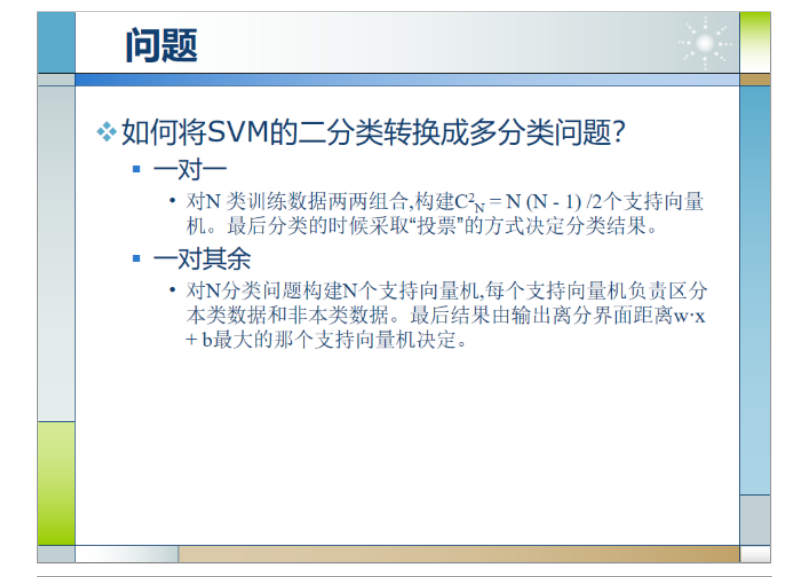 问题
如何将SVM的二分类转换成多分类问题?
一对一
对N 类训练数据两两组合,构建C²N = N (N - 1) /2个支持向量
机。最后分类的时候采取“投票”的方式决定分类结果。
一对其余
对N分类问题构建N个支持向量机,每个支持向量机负责区分
本类数据和非本类数据。最后结果由输出离分界面距离w·x
+ b最大的那个支持向量机决定。